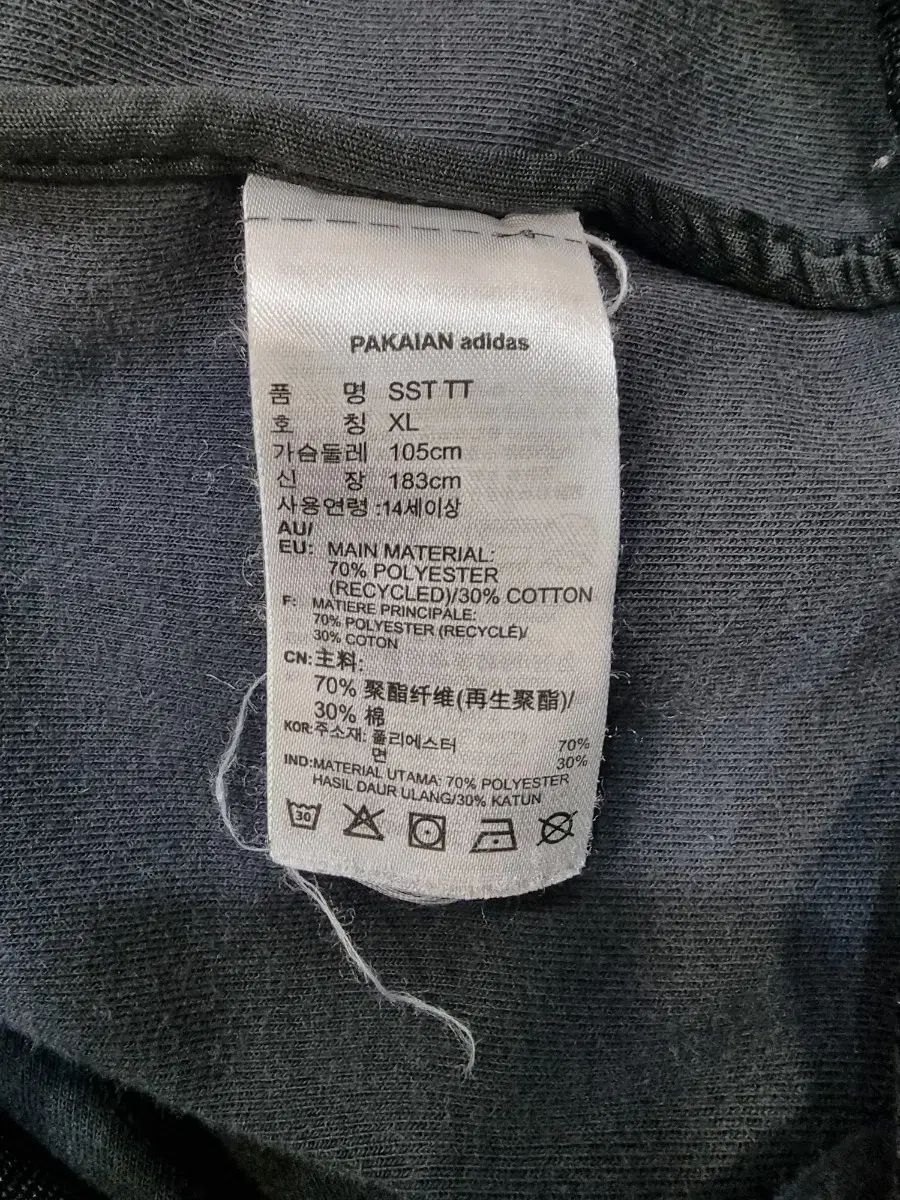 PAKAIAN adidas
품 명 SST TT
호 칭 XL
가슴둘레 105cm
신 장 183cm
사용연령 :14세이상
AU/
EU: MAIN MATERIAL:
70% POLYESTER
(RECYCLED)/30% COTTON
F: MATIERE PRINCIPALE:
70% POLYESTER (RECYCLÉ)/
30% COTON
CN:主料:
70% 聚酯纤维(再生聚酯)/
30% 棉
KOR:주소재: 폴리에스터 70%
면 30%
IND:MATERIAL UTAMA: 70% POLYESTER
HASIL DAUR ULANG/30% KATUN
30